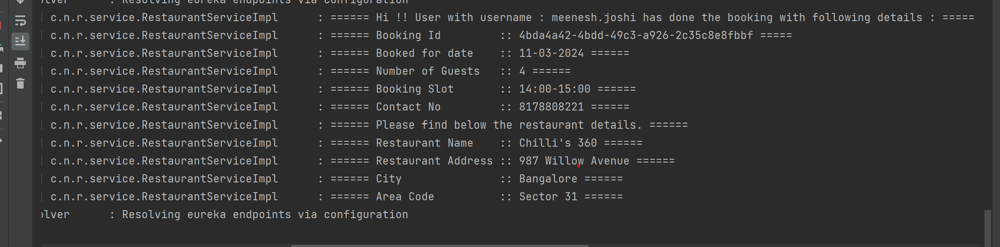 : Resolving eureka endpoints via configuration
c.n.r.service.RestaurantServiceImpl : ====== Hi !! User with username : meenesh.joshi has done the booking with following details : =====
c.n.r.service.RestaurantServiceImpl : ====== Booking Id :: 4bda4a42-4bdd-49c3-a926-2c35c8e8fbbf =====
c.n.r.service.RestaurantServiceImpl : ====== Booked for date :: 11-03-2024 ======
c.n.r.service.RestaurantServiceImpl : ====== Number of Guests :: 4 ======
c.n.r.service.RestaurantServiceImpl : ====== Booking Slot :: 14:00-15:00 ======
c.n.r.service.RestaurantServiceImpl : ====== Contact No :: 8178808221 ======
c.n.r.service.RestaurantServiceImpl : ====== Please find below the restaurant details. ======
c.n.r.service.RestaurantServiceImpl : ====== Restaurant Name :: Chilli's 360 ======
c.n.r.service.RestaurantServiceImpl : ====== Restaurant Address :: 987 Willow Avenue ======
c.n.r.service.RestaurantServiceImpl : ====== City :: Bangalore ======
c.n.r.service.RestaurantServiceImpl : ====== Area Code :: Sector 31 ======
olver : Resolving eureka endpoints via configuration